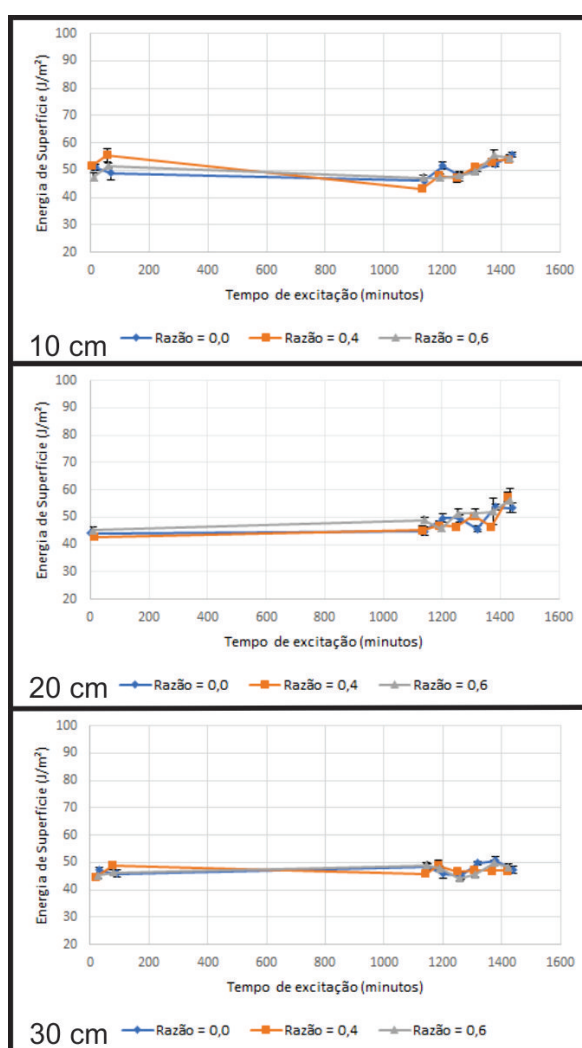 100
90
80
70
60
50
40
30
20
Energia de Superfície (J/m²)
0 200 400 600 800 1000 1200 1400 1600
Tempo de excitação (minutos)
10 cm Razão = 0,0 Razão = 0,4 Razão = 0,6
100
90
80
70
60
50
40
30
20
Energia de Superfície (J/m²)
0 200 400 600 800 1000 1200 1400 1600
Tempo de excitação (minutos)
20 cm Razão = 0,0 Razão = 0,4 Razão = 0,6
100
90
80
70
60
50
40
30
20
Energia de Superfície (J/m²)
0 200 400 600 800 1000 1200 1400 1600
Tempo de excitação (minutos)
30 cm Razão = 0,0 Razão = 0,4 Razão = 0,6